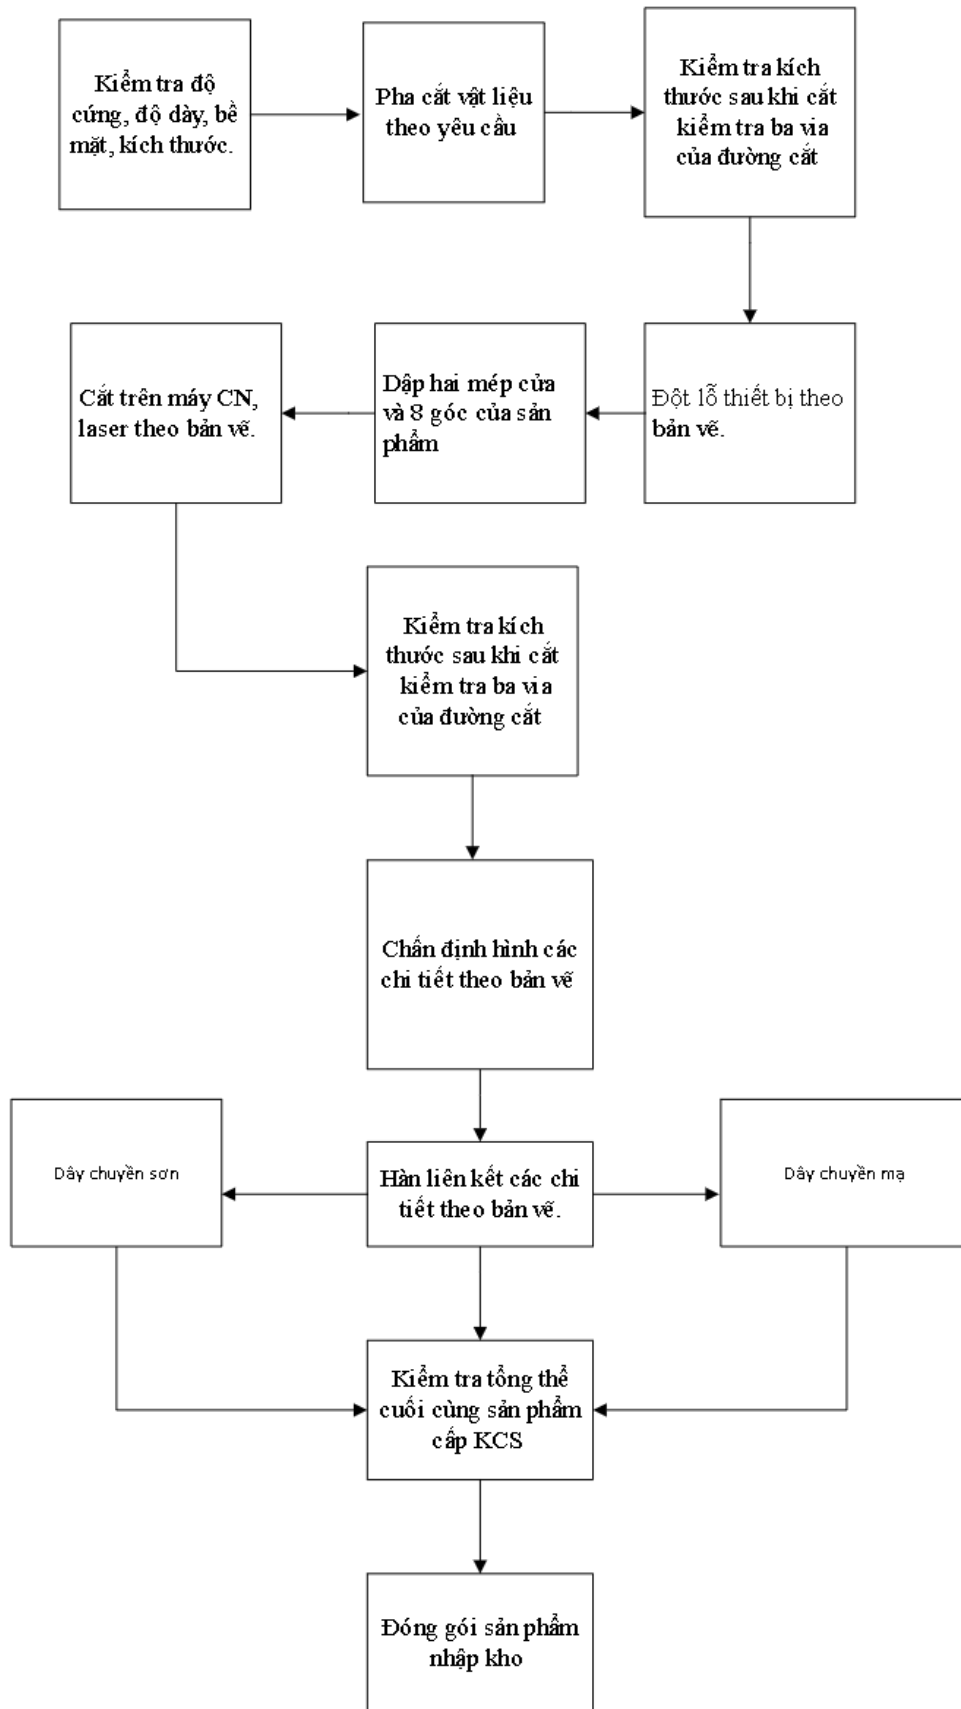 Kiểm tra độ
cứng, độ dày, bề
mặt, kích thước.
Pha cắt vật liệu
theo yêu cầu
Kiểm tra kích
thước sau khi cắt
kiểm tra ba via
của đường cắt
Đột lỗ thiết bị theo
bản vẽ.
Dập hai mép cửa
và 8 góc của sản
phẩm
Cắt trên máy CN,
laser theo bản vẽ.
Kiểm tra kích
thước sau khi cắt
kiểm tra ba via
của đường cắt
Chấn định hình các
chi tiết theo bản vẽ
Hàn liên kết các chi
tiết theo bản vẽ.
Dây chuyền sơn
Dây chuyền mạ
Kiểm tra tổng thể
cuối cùng sản phẩm
cấp KCS
Đóng gói sản phẩm
nhập kho